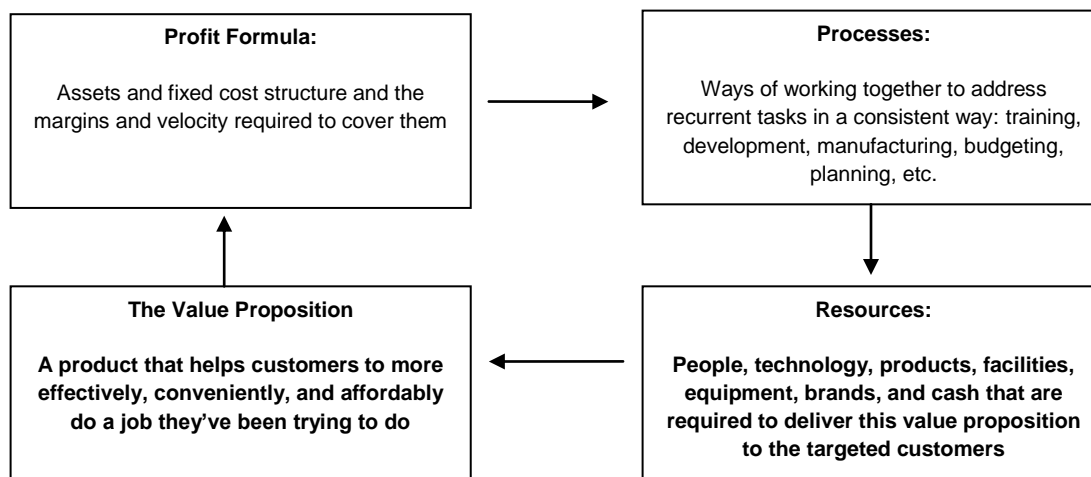 Profit Formula:
Assets and fixed cost structure and the
margins and velocity required to cover them
Processes:
Ways of working together to address
recurrent tasks in a consistent way: training,
development, manufacturing, budgeting,
planning, etc.
The Value Proposition
A product that helps customers to more
effectively, conveniently, and affordably
do a job they’ve been trying to do
Resources:
People, technology, products, facilities,
equipment, brands, and cash that are
required to deliver this value proposition
to the targeted customers